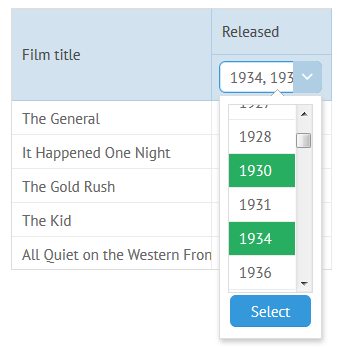 Film title
Released
1934, 193
The General
It Happened One Night
The Gold Rush
The Kid
All Quiet on the Western Fron
1927
1928
1930
1931
1934
1936
Select